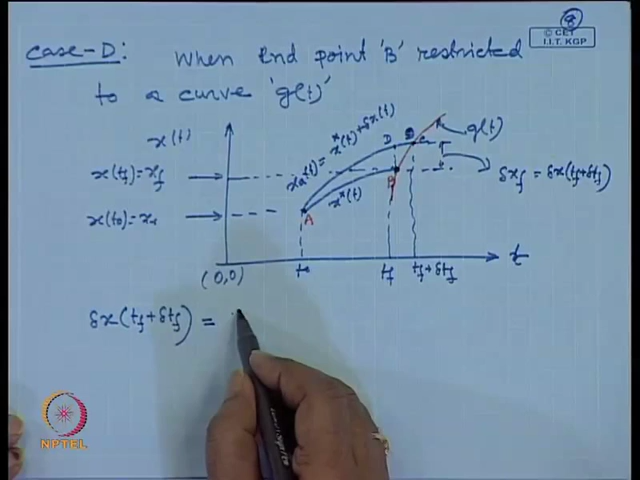 8
© CET
I.I.T. KGP
Case-D: When End point 'B' restricted
to a curve 'g(t)'
x(t)
xa(t) = x*(t) + δx(t)
D
C
g(t)
x(tf) = xf
B
δxf = δx(tf+δtf)
x*(t)
x(t0) = x0
A
t0
tf
tf+δtf
t
(0,0)
δx(tf+δtf) =
NPTEL